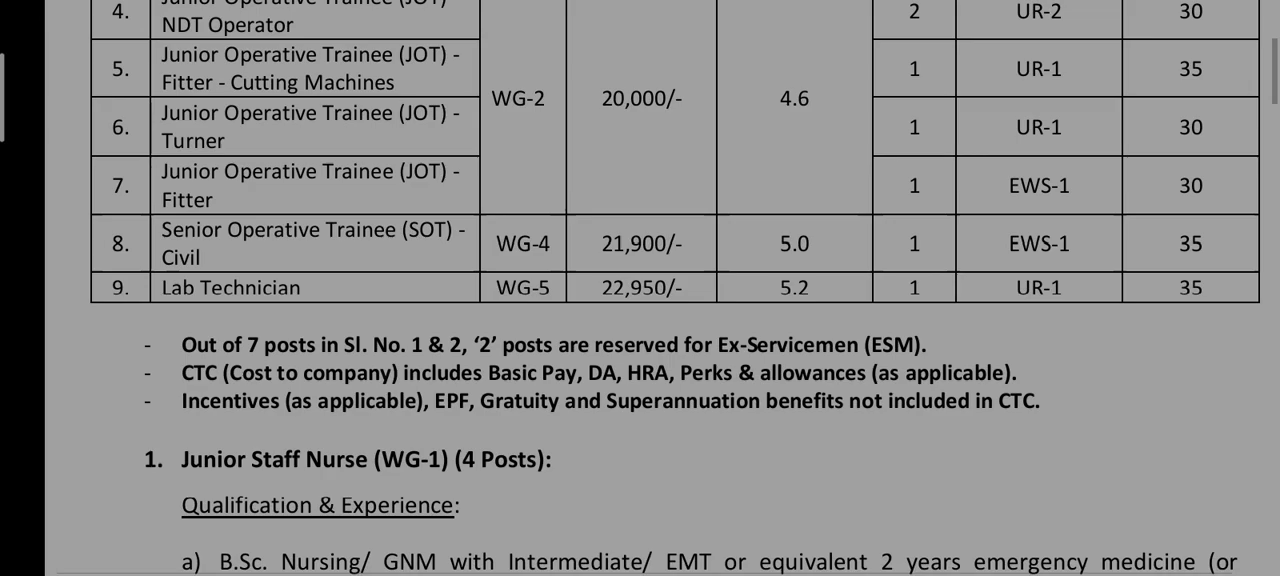 4. Junior Operative Trainee (JOT) - NDT Operator 2 UR-2 30
5. Junior Operative Trainee (JOT) - Fitter - Cutting Machines 1 UR-1 35
WG-2 20,000/- 4.6
6. Junior Operative Trainee (JOT) - Turner 1 UR-1 30
7. Junior Operative Trainee (JOT) - Fitter 1 EWS-1 30
8. Senior Operative Trainee (SOT) - Civil WG-4 21,900/- 5.0 1 EWS-1 35
9. Lab Technician WG-5 22,950/- 5.2 1 UR-1 35
- Out of 7 posts in Sl. No. 1 & 2, ‘2’ posts are reserved for Ex-Servicemen (ESM).
- CTC (Cost to company) includes Basic Pay, DA, HRA, Perks & allowances (as applicable).
- Incentives (as applicable), EPF, Gratuity and Superannuation benefits not included in CTC.
1. Junior Staff Nurse (WG-1) (4 Posts):
Qualification & Experience:
a) B.Sc. Nursing/ GNM with Intermediate/ EMT or equivalent 2 years emergency medicine (or